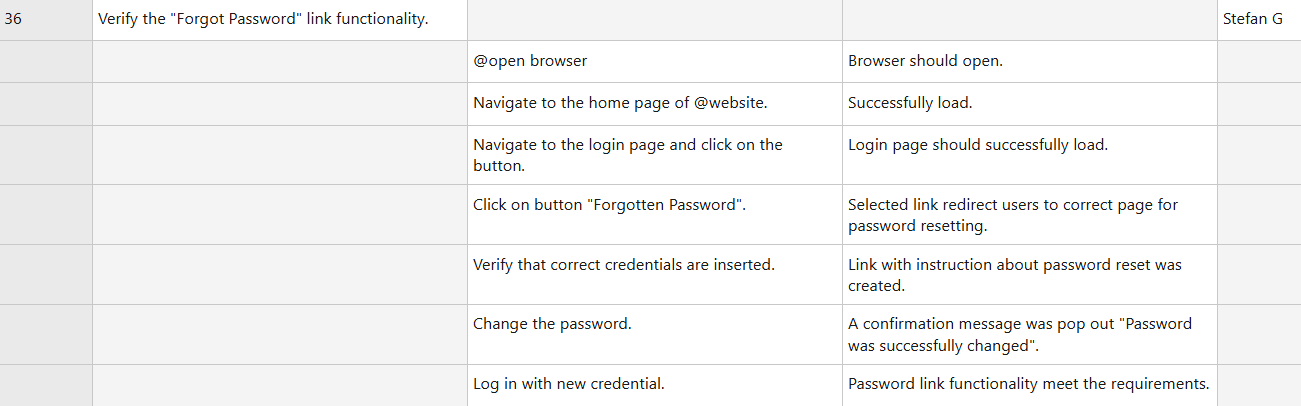 36 Verify the "Forgot Password" link functionality. Stefan G
@open browser Browser should open.
Navigate to the home page of @website. Successfully load.
Navigate to the login page and click on the Login page should successfully load.
button.
Click on button "Forgotten Password". Selected link redirect users to correct page for
password resetting.
Verify that correct credentials are inserted. Link with instruction about password reset was
created.
Change the password. A confirmation message was pop out "Password
was successfully changed".
Log in with new credential. Password link functionality meet the requirements.